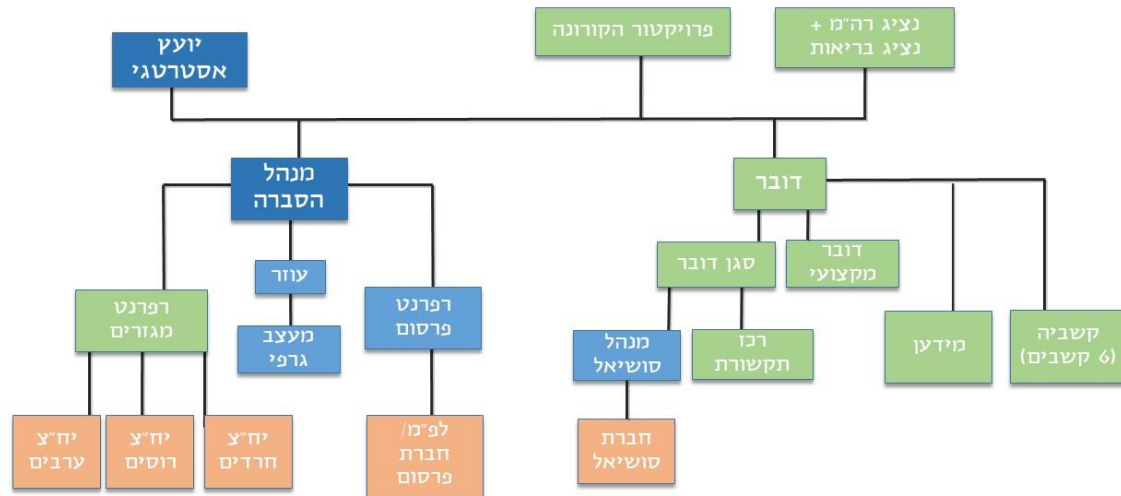 נציג רה"מ +
נציג בריאות
פרויקטור הקורונה
יועץ
אסטרטגי
דובר
מנהל
הסברה
דובר
מקצועי
סגן דובר
עוזר
רפרנט
פרסום
רפרנט
מגזרים
קשביה
(6 קשבים)
מידען
רכז
תקשורת
מנהל
סושיאל
מעצב
גרפי
חברת
סושיאל
לפ"מ/
חברת
פרסום
יח"צ
חרדים
יח"צ
רוסים
יח"צ
ערבים